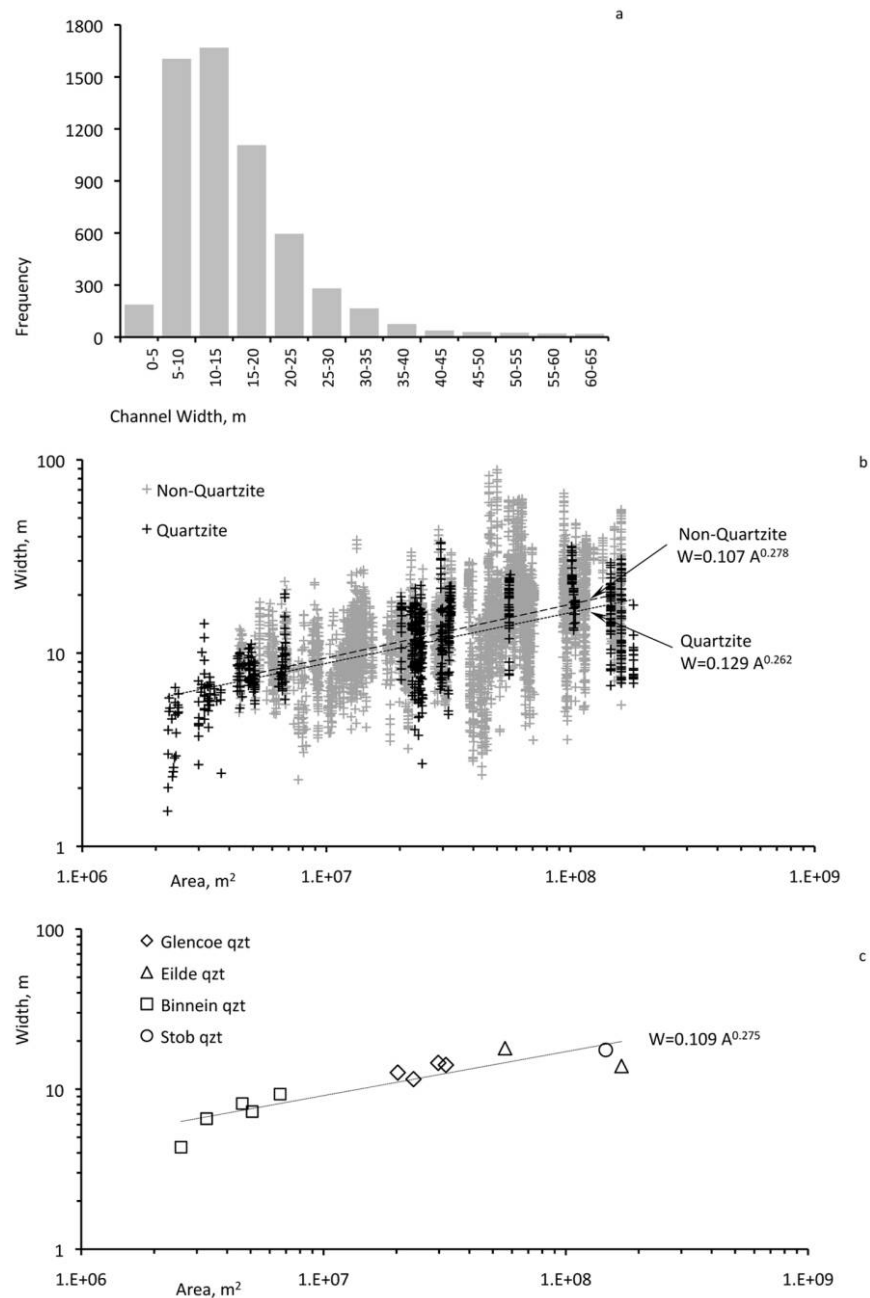 a
1800
1500
1200
900
600
300
0
Frequency
0-5
5-10
10-15
15-20
20-25
25-30
30-35
35-40
40-45
45-50
50-55
55-60
60-65
Channel Width, m
b
100
10
1
Width, m
Non-Quartzite
Quartzite
Non-Quartzite
W=0.107 A^0.278
Quartzite
W=0.129 A^0.262
1.E+06
Area, m²
1.E+07
1.E+08
1.E+09
c
100
10
1
Width, m
Glencoe qzt
Eilde qzt
Binnein qzt
Stob qzt
W=0.109 A^0.275
1.E+06
Area, m²
1.E+07
1.E+08
1.E+09